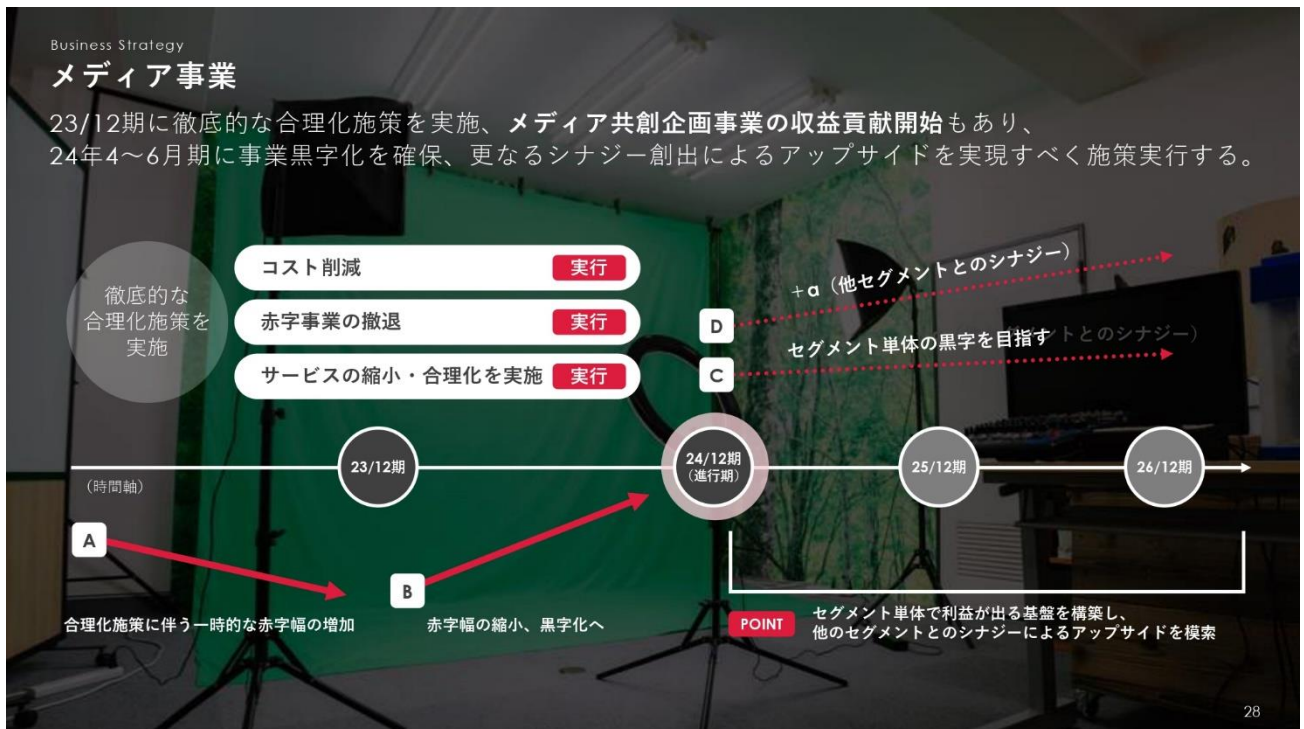 Business Strategy
メディア事業
23/12期に徹底的な合理化施策を実施、メディア共創企画事業の収益貢献開始もあり、
24年4〜6月期に事業黒字化を確保、更なるシナジー創出によるアップサイドを実現すべく施策実行する。
徹底的な
合理化施策を
実施
コスト削減 実行
赤字事業の撤退 実行
サービスの縮小・合理化を実施 実行
D
+α（他セグメントとのシナジー）
C
セグメント単体の黒字を目指す
メントとのシナジー）
23/12期
24/12期
（進行期）
25/12期
26/12期
（時間軸）
A
合理化施策に伴う一時的な赤字幅の増加
B
赤字幅の縮小、黒字化へ
POINT
セグメント単体で利益が出る基盤を構築し、
他のセグメントとのシナジーによるアップサイドを模索
28